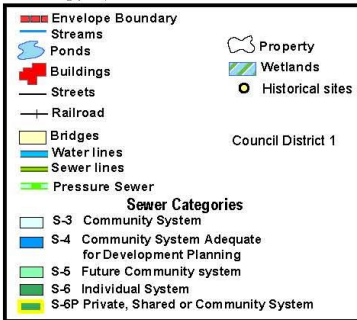 Envelope Boundary
Streams
Ponds
Buildings
Streets
Railroad
Bridges
Water lines
Sewer lines
Pressure Sewer
Property
Wetlands
Historical sites
Council District 1
Sewer Categories
S-3 Community System
S-4 Community System Adequate
for Development Planning
S-5 Future Community system
S-6 Individual System
S-6P Private, Shared or Community System